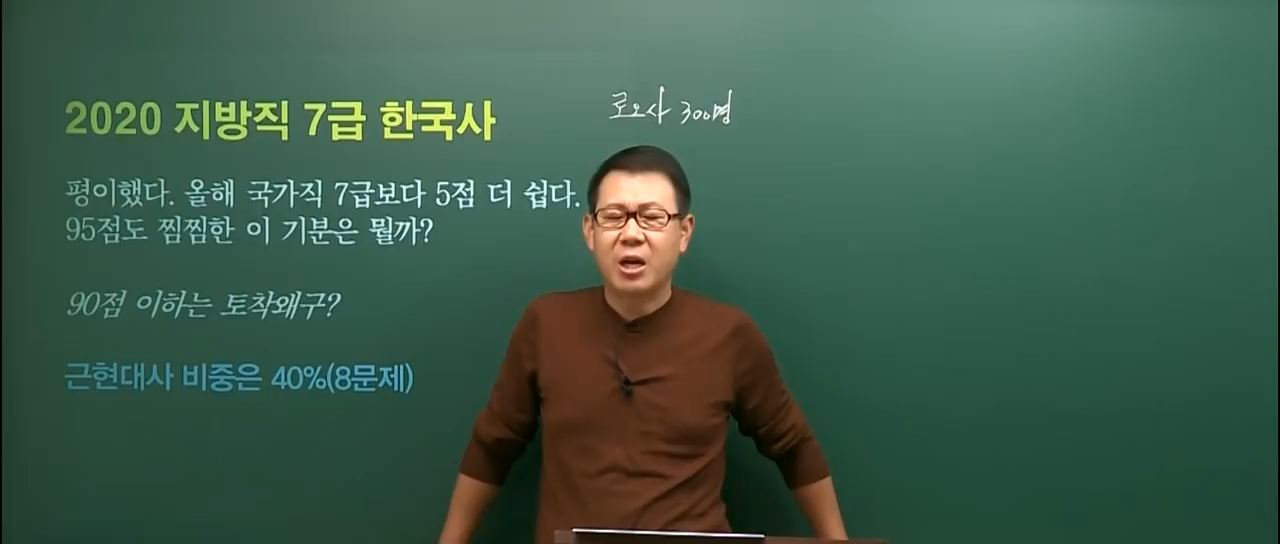 2020 지방직 7급 한국사
로오사 300명
평이했다. 올해 국가직 7급보다 5점 더 쉽다.
95점도 찜찜한 이 기분은 뭘까?
90점 이하는 토착왜구?
근현대사 비중은 40%(8문제)